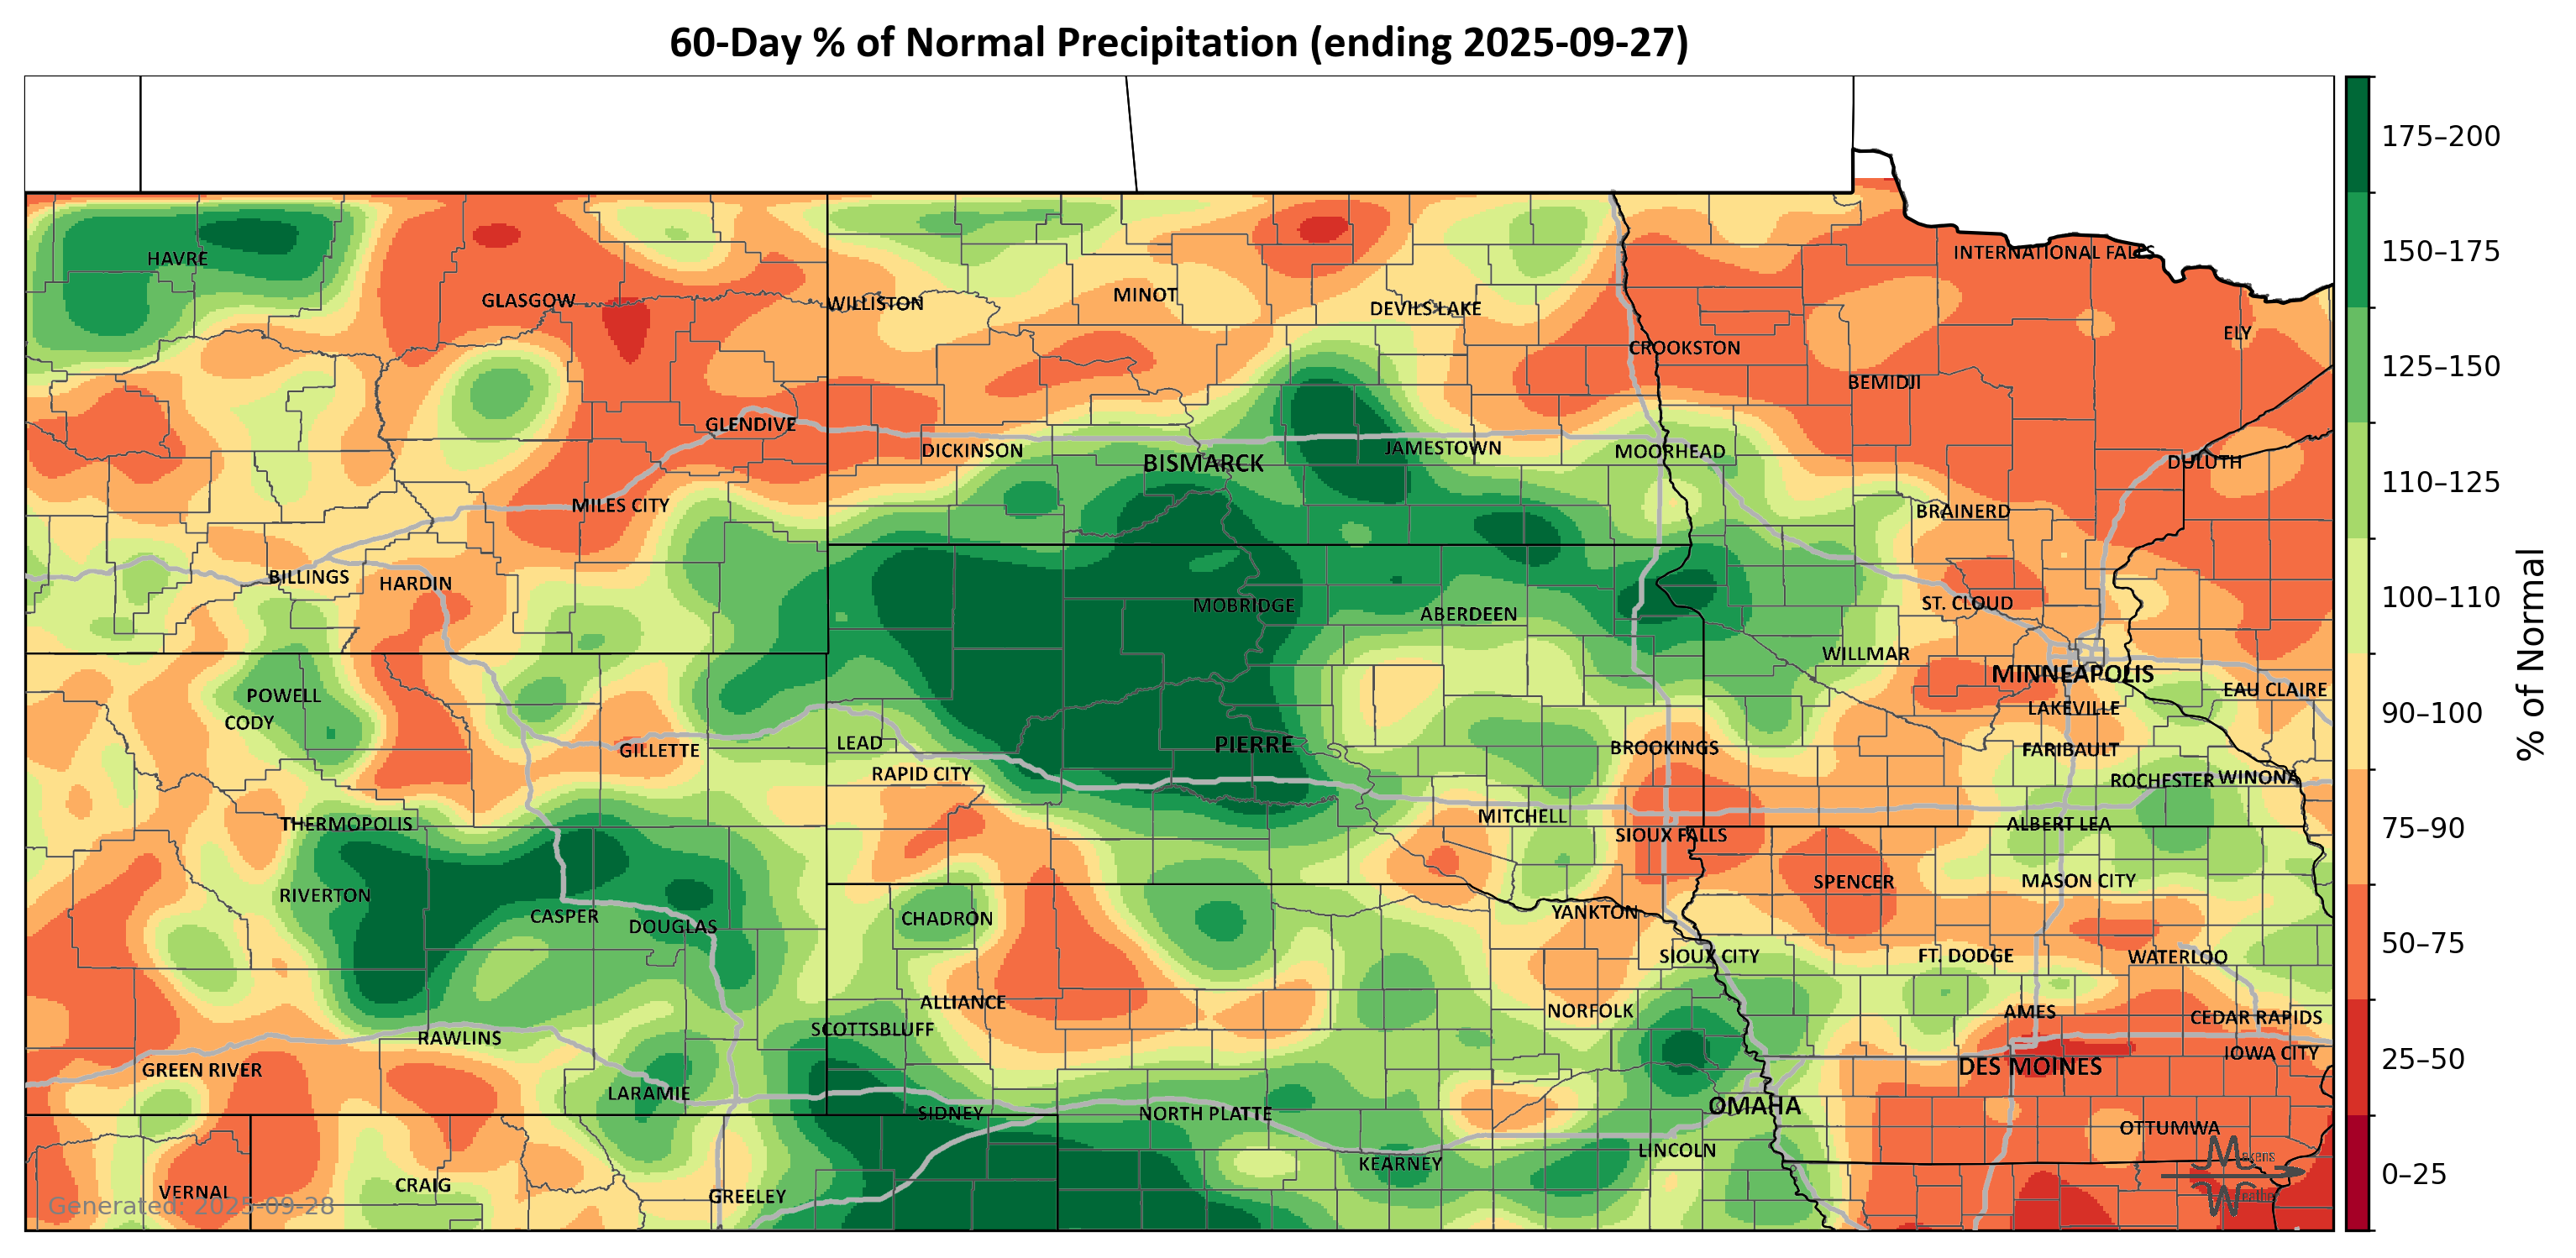 60-Day % of Normal Precipitation (ending 2025-09-27)
175–200
150–175
125–150
110–125
100–110
90–100
75–90
50–75
25–50
0–25
% of Normal
HAVRE
INTERNATIONAL FALLS
GLASGOW
WILLISTON
MINOT
DEVILS LAKE
ELY
CROOKSTON
BEMIDJI
GLENDIVE
DICKINSON
BISMARCK
JAMESTOWN
MOORHEAD
DULUTH
MILES CITY
BRAINERD
BILLINGS
HARDIN
MOBRIDGE
ABERDEEN
ST. CLOUD
WILLMAR
MINNEAPOLIS
POWELL
EAU CLAIRE
CODY
LAKEVILLE
GILLETTE
LEAD
PIERRE
BROOKINGS
FARIBAULT
RAPID CITY
ROCHESTER
WINONA
THERMOPOLIS
MITCHELL
SIOUX FALLS
ALBERT LEA
RIVERTON
SPENCER
MASON CITY
CASPER
DOUGLAS
CHADRON
YANKTON
SIOUX CITY
FT. DODGE
WATERLOO
ALLIANCE
NORFOLK
AMES
SCOTTSBLUFF
CEDAR RAPIDS
RAWLINS
IOWA CITY
GREEN RIVER
DES MOINES
LARAMIE
SIDNEY
NORTH PLATTE
OMAHA
OTTUMWA
LINCOLN
KEARNEY
VERNAL
CRAIG
GREELEY
Generated: 2025-09-28
Makens
Weather